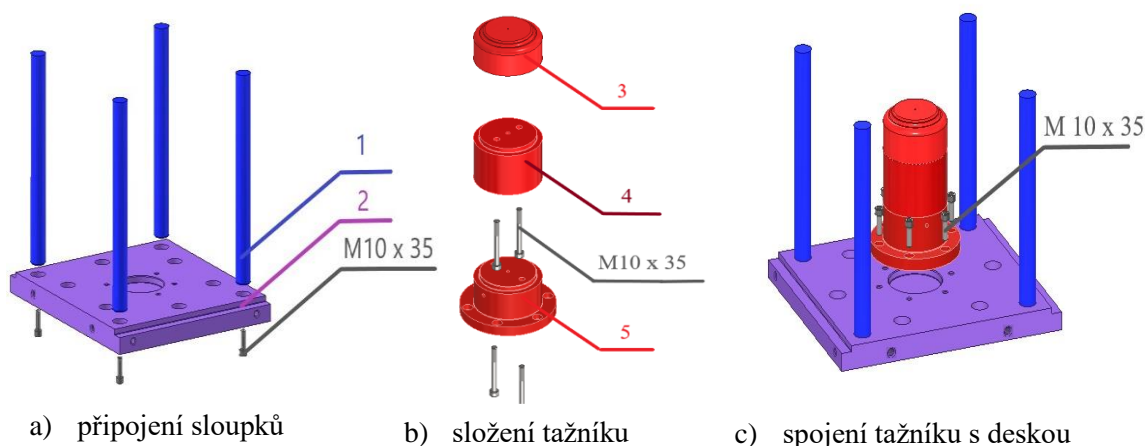 1
2
M10 x 35
3
4
M10 x 35
5
M 10 x 35
a) připojení sloupků
b) složení tažníku
c) spojení tažníku s deskou